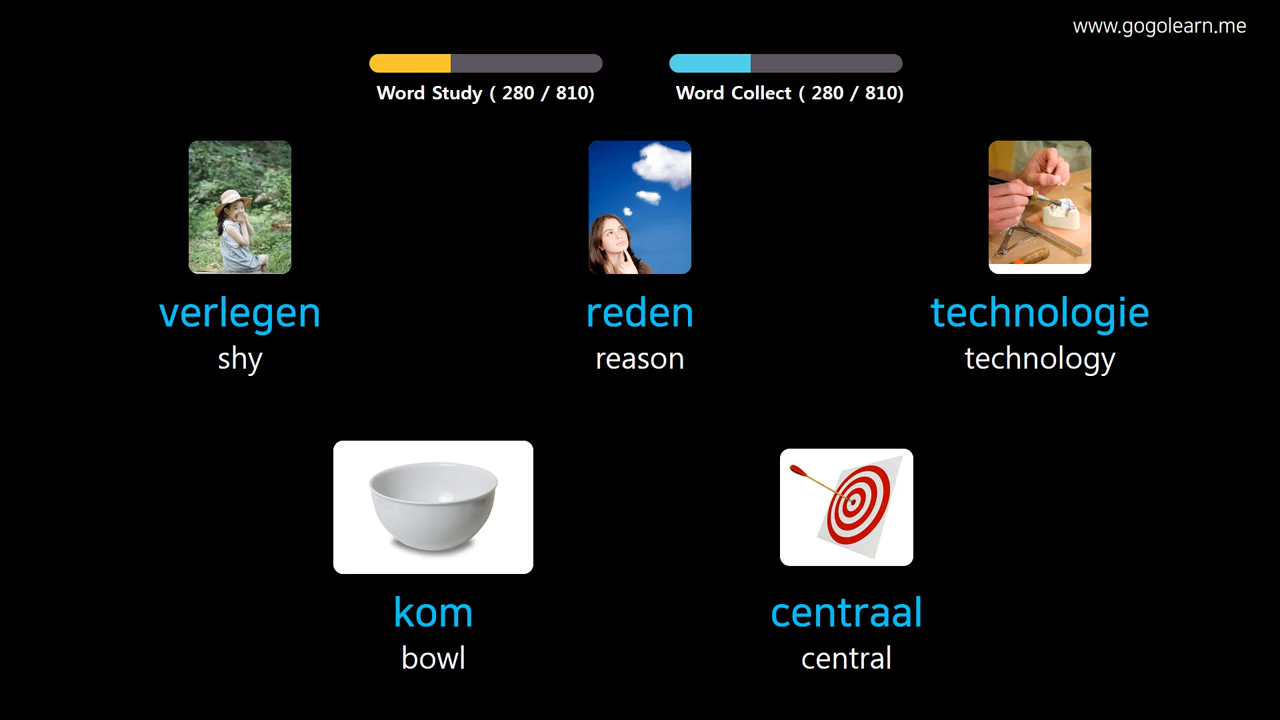 www.gogolearn.me
Word Study ( 280 / 810)
Word Collect ( 280 / 810)
verlegen
shy
reden
reason
technologie
technology
kom
bowl
centraal
central